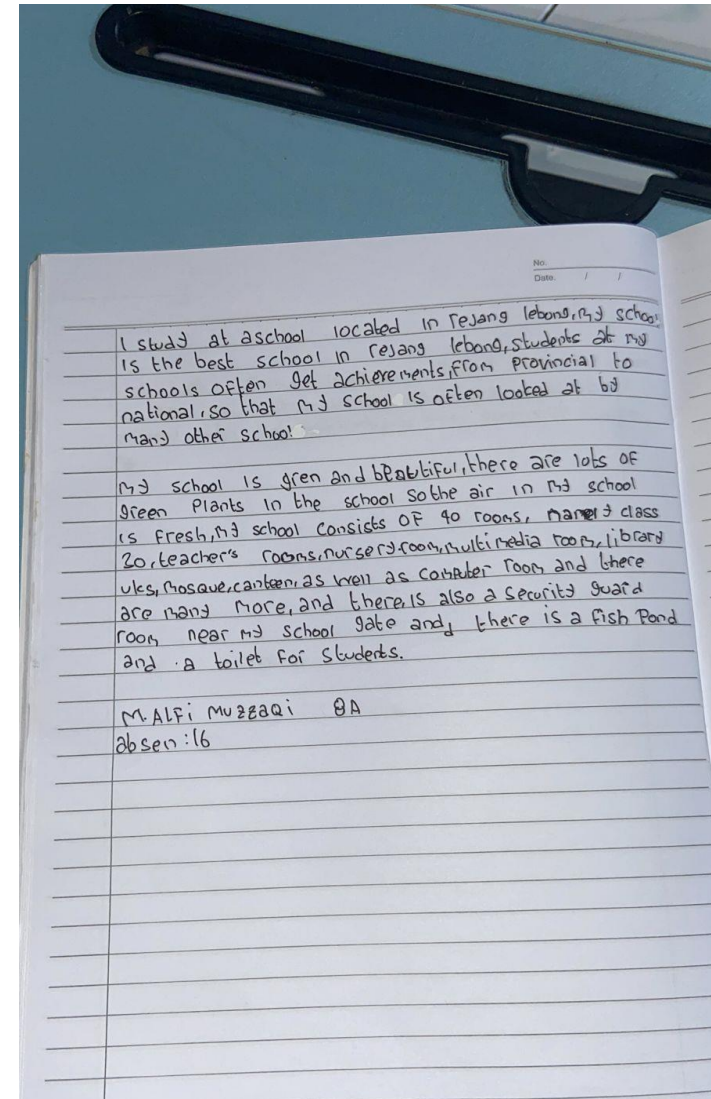 No.
Date. / /
I study at aschool located in rejang lebong, my school
is the best school in rejang lebong, students at my
schools often get achievements, from provincial to
national, so that my school is often looked at by
many other school
my school is gren and beautiful, there are lots of
green plants in the school so the air in my school
is fresh, my school consists of 40 rooms, namely class
20, teacher's rooms, nursery room, multimedia room, library
uks, mosque, canteen, as well as computer room and there
are many more, and there is also a security guard
room near my school gate and, there is a fish pond
and a toilet for students.
M. ALFi MUZZAQi 8A
absen : 16